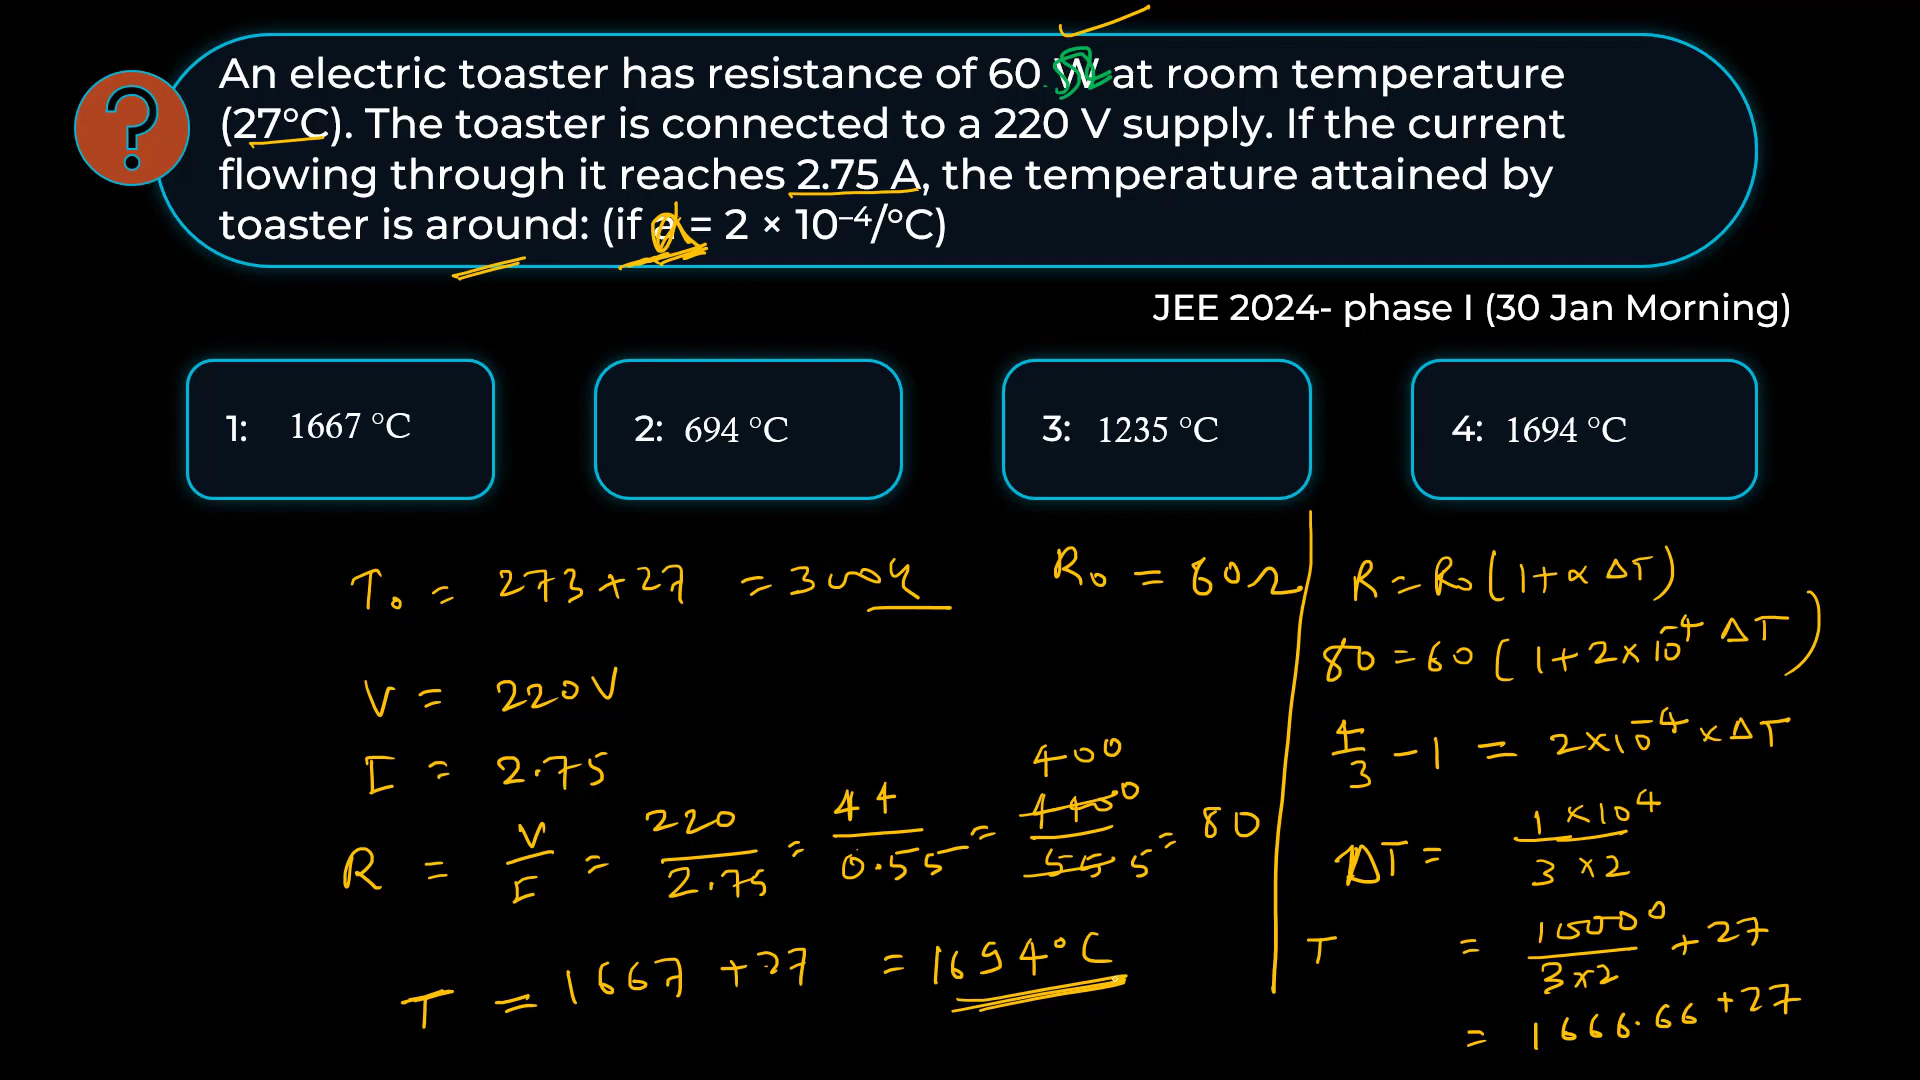 An electric toaster has resistance of 60 Ω at room temperature
(27°C). The toaster is connected to a 220 V supply. If the current
flowing through it reaches 2.75 A, the temperature attained by
toaster is around: (if α = 2 × 10⁻⁴/°C)
JEE 2024- phase I (30 Jan Morning)
1: 1667 °C
2: 694 °C
3: 1235 °C
4: 1694 °C
T₀ = 273+27 = 300K
R₀ = 60Ω
V = 220V
I = 2.75
R = V/I = 220/2.75 = 44/0.55 = 4400/55 = 400/5 = 80
T = 1667 +27 = 1694°C
R = R₀(1+α ΔT)
80 = 60(1+2×10⁻⁴ ΔT)
4/3 - 1 = 2×10⁻⁴ × ΔT
ΔT = 1×10⁴/3×2
T = 10000/3×2 + 27
= 1666.66 +27